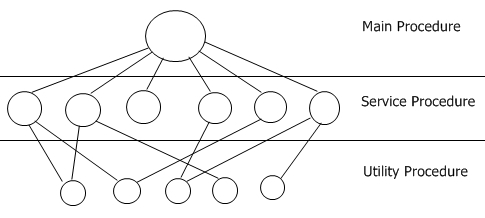 Main Procedure
Service Procedure
Utility Procedure